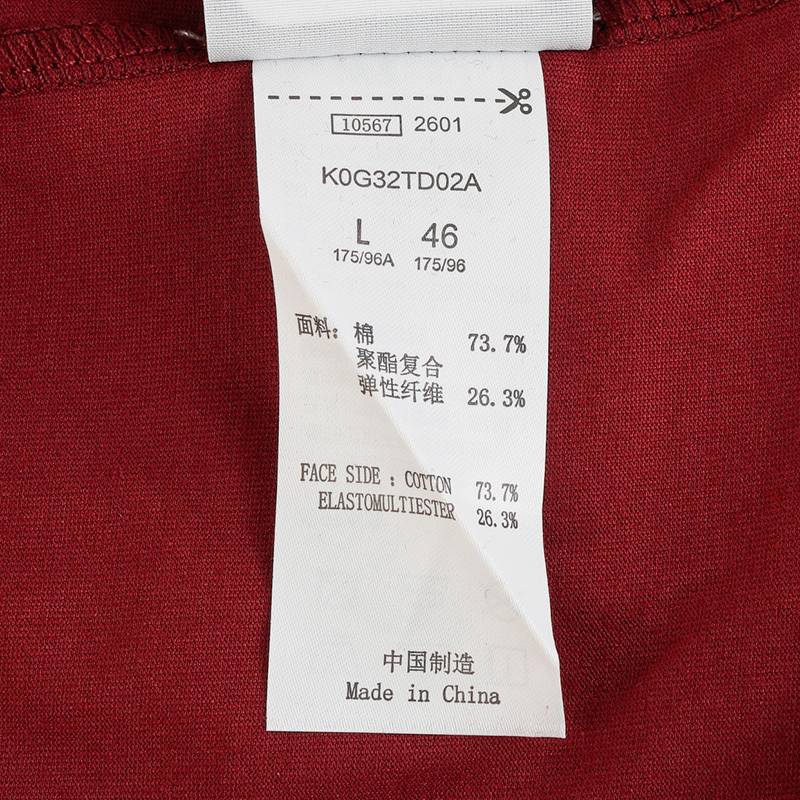 10567 2601
K0G32TD02A
L 46
175/96A 175/96
面料: 棉 73.7%
聚酯复合
弹性纤维 26.3%
FACE SIDE : COTTON 73.7%
ELASTOMULTIESTER 26.3%
中国制造
Made in China